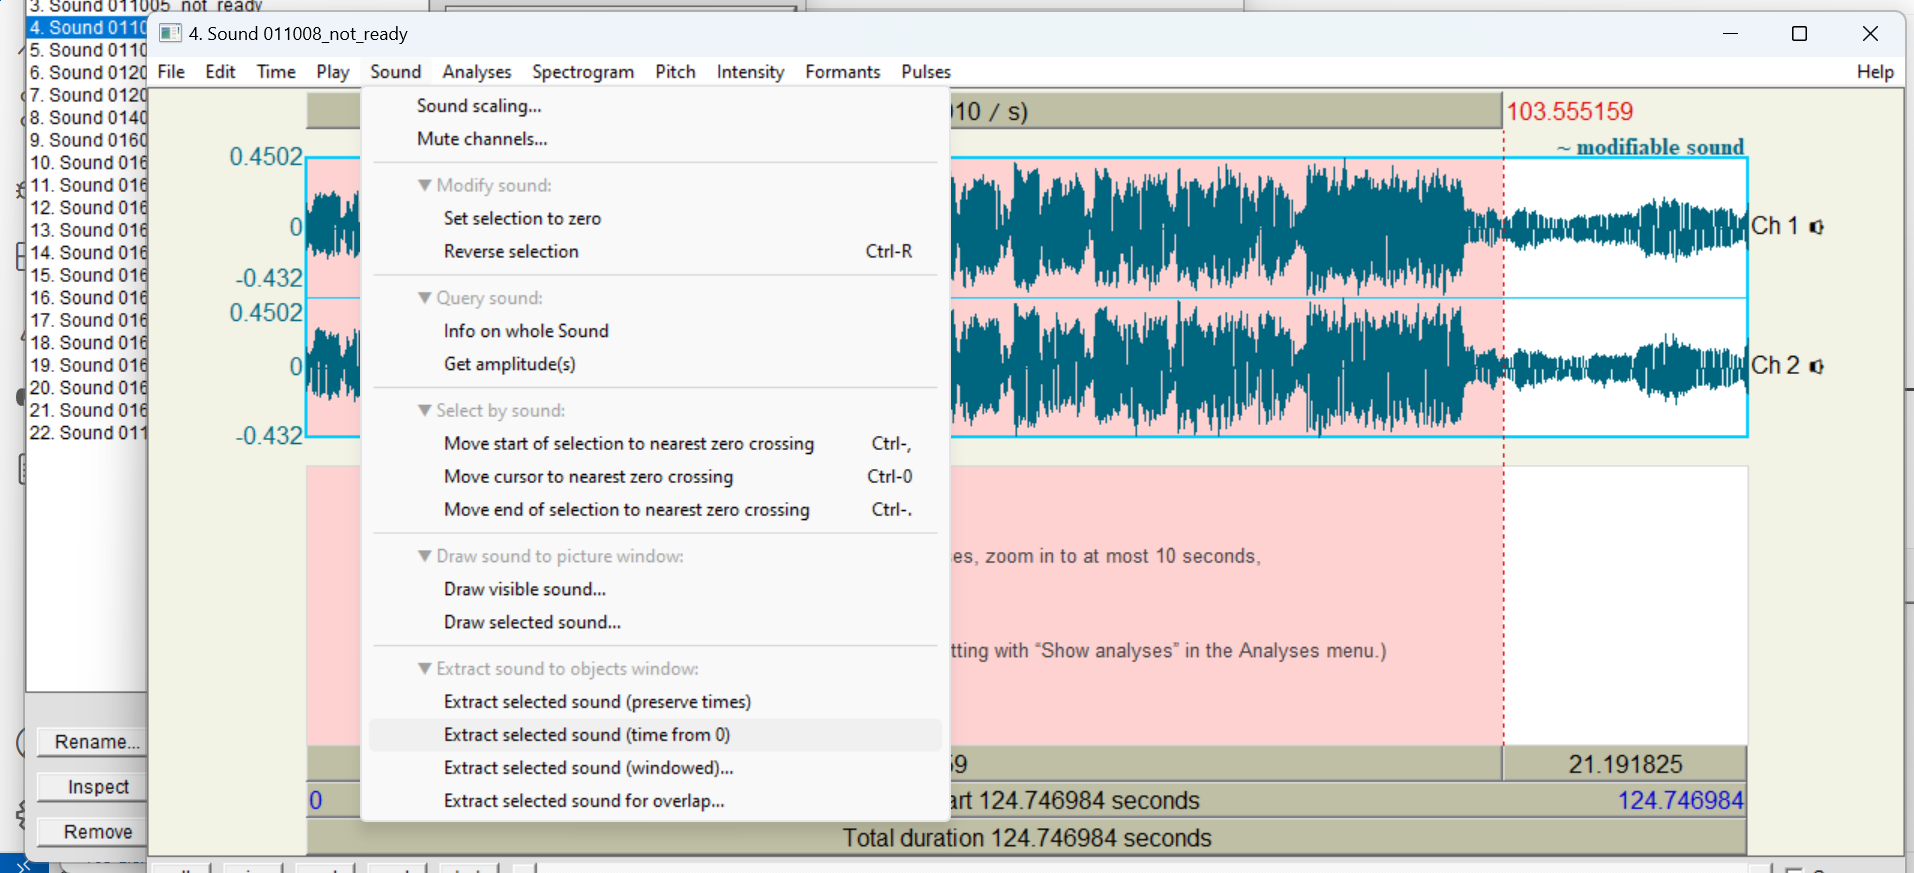 3. Sound 011005_not_ready
4. Sound 0110
5. Sound 0110
6. Sound 0120
7. Sound 0120
8. Sound 0140
9. Sound 0160
10. Sound 016
11. Sound 016
12. Sound 016
13. Sound 016
14. Sound 016
15. Sound 016
16. Sound 016
17. Sound 016
18. Sound 016
19. Sound 016
20. Sound 016
21. Sound 016
22. Sound 011
Rename...
Inspect
Remove
4. Sound 011008_not_ready
File Edit Time Play Sound Analyses Spectrogram Pitch Intensity Formants Pulses Help
Sound scaling...
Mute channels...
▼ Modify sound:
Set selection to zero
Reverse selection Ctrl-R
▼ Query sound:
Info on whole Sound
Get amplitude(s)
▼ Select by sound:
Move start of selection to nearest zero crossing Ctrl-,
Move cursor to nearest zero crossing Ctrl-0
Move end of selection to nearest zero crossing Ctrl-.
▼ Draw sound to picture window:
Draw visible sound...
Draw selected sound...
▼ Extract sound to objects window:
Extract selected sound (preserve times)
Extract selected sound (time from 0)
Extract selected sound (windowed)...
Extract selected sound for overlap...
10 / s) 103.555159
~ modifiable sound
0.4502
0 Ch 1
-0.432
0.4502
0 Ch 2
-0.432
es, zoom in to at most 10 seconds,
tting with “Show analyses” in the Analyses menu.)
9 21.191825
0 art 124.746984 seconds 124.746984
Total duration 124.746984 seconds